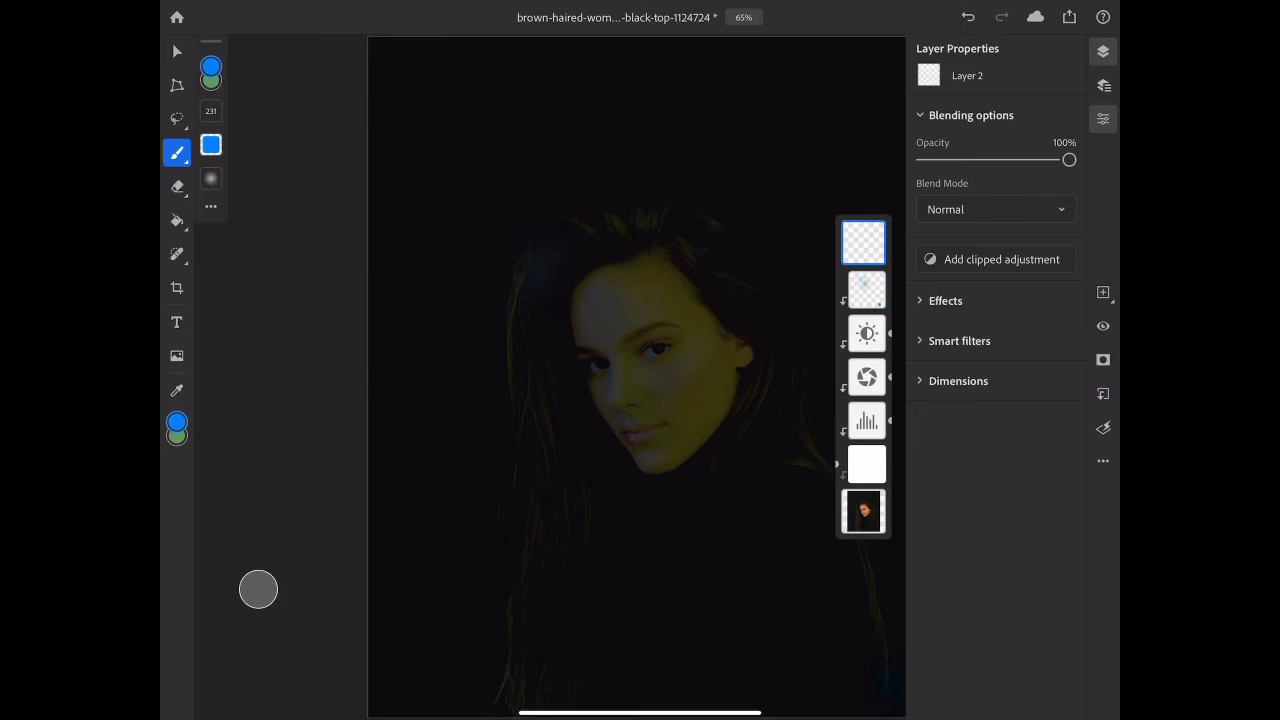 brown-haired-wom...-black-top-1124724 *
65%
231
T
Layer Properties
Layer 2
Blending options
Opacity
100%
Blend Mode
Normal
Add clipped adjustment
Effects
Smart filters
Dimensions